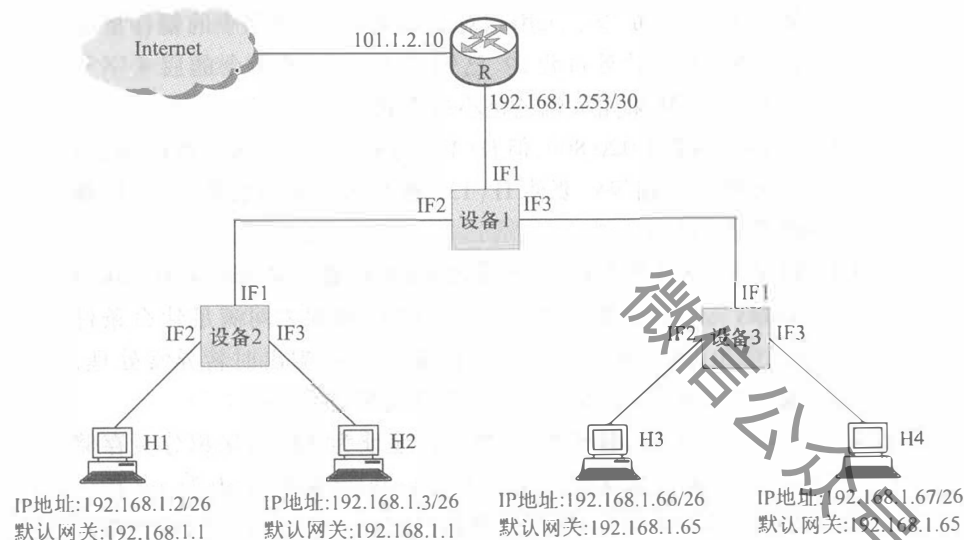 Internet
101.1.2.10
R
192.168.1.253/30
IF1
IF2
设备1
IF3
IF1
IF2
设备2
IF3
IF1
IF2
设备3
IF3
H1
IP地址:192.168.1.2/26
默认网关:192.168.1.1
H2
IP地址:192.168.1.3/26
默认网关:192.168.1.1
H3
IP地址:192.168.1.66/26
默认网关:192.168.1.65
H4
IP地址:192.168.1.67/26
默认网关:192.168.1.65
微信公众号